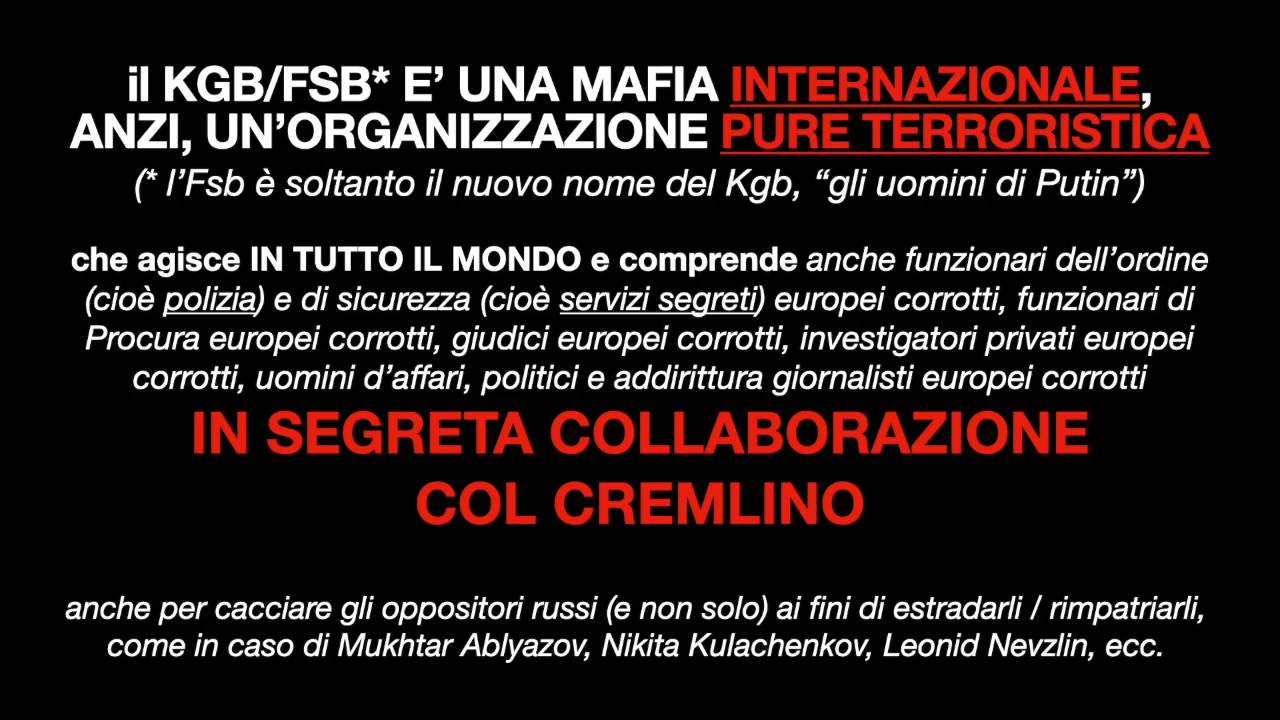 il KGB/FSB* E’ UNA MAFIA INTERNAZIONALE,
ANZI, UN’ORGANIZZAZIONE PURE TERRORISTICA
(* l’Fsb è soltanto il nuovo nome del Kgb, “gli uomini di Putin”)
che agisce IN TUTTO IL MONDO e comprende anche funzionari dell’ordine
(cioè polizia) e di sicurezza (cioè servizi segreti) europei corrotti, funzionari di
Procura europei corrotti, giudici europei corrotti, investigatori privati europei
corrotti, uomini d’affari, politici e addirittura giornalisti europei corrotti
IN SEGRETA COLLABORAZIONE
COL CREMLINO
anche per cacciare gli oppositori russi (e non solo) ai fini di estradarli / rimpatriarli,
come in caso di Mukhtar Ablyazov, Nikita Kulachenkov, Leonid Nevzlin, ecc.